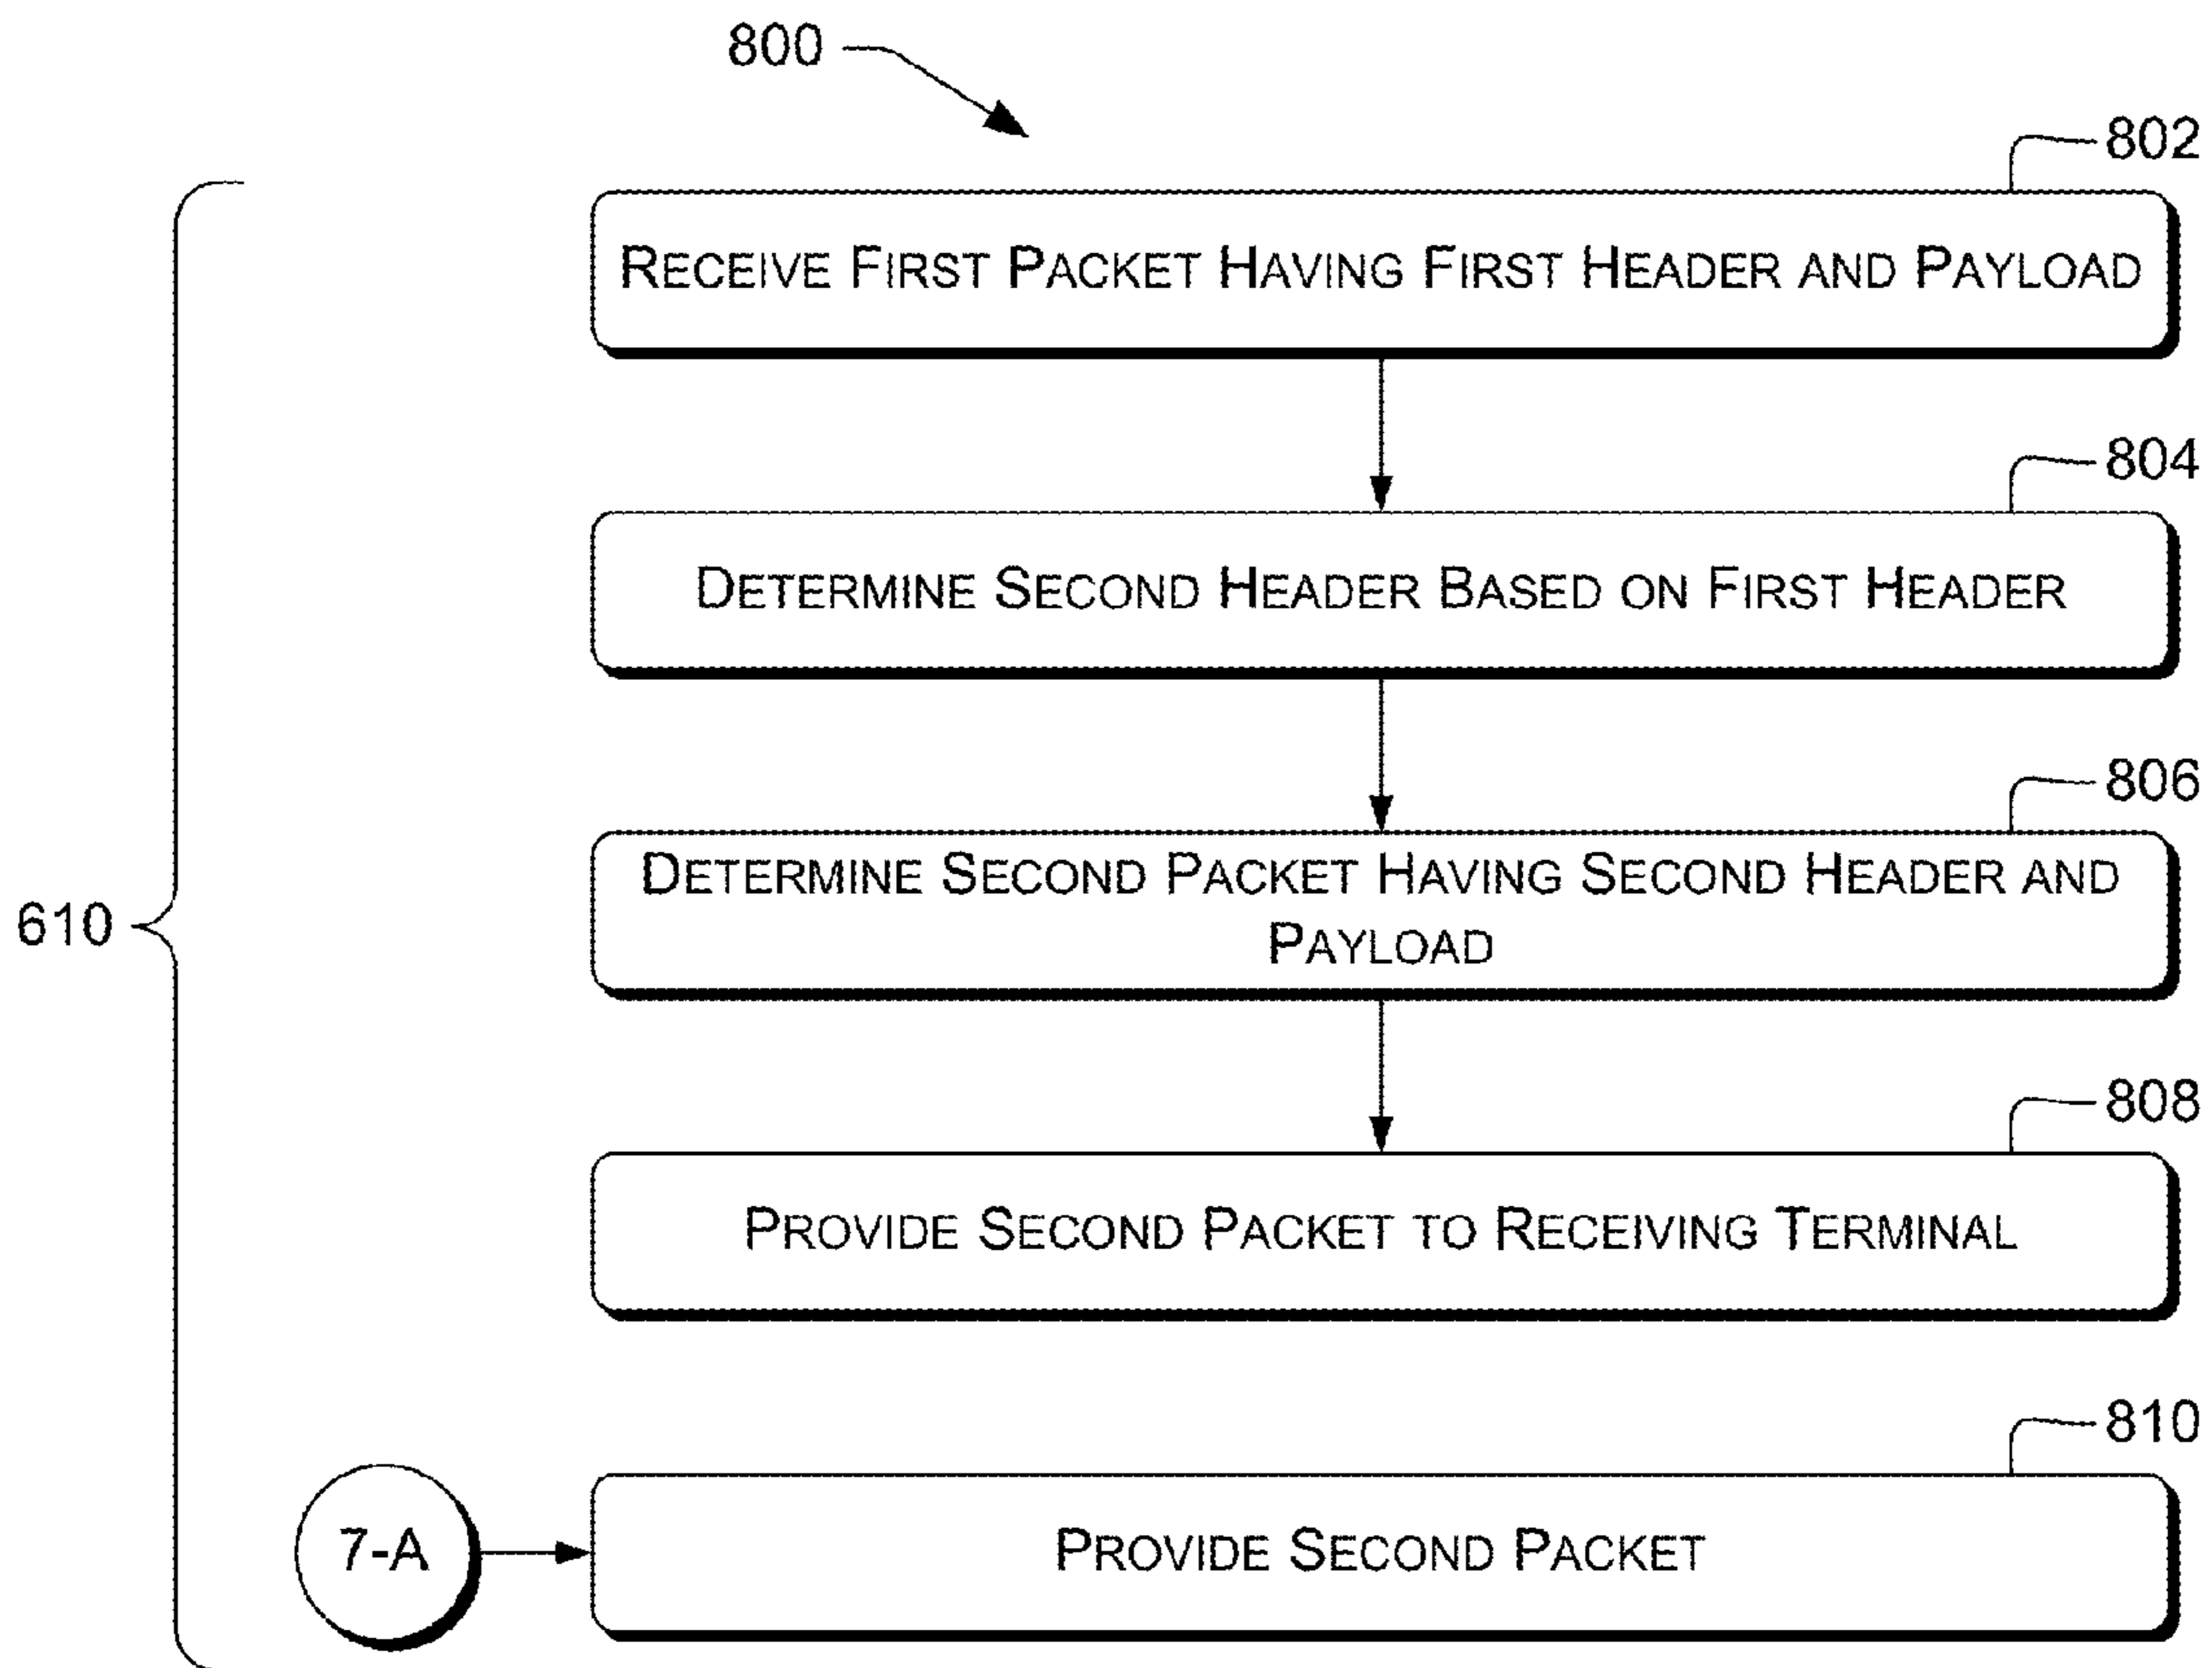 800
802
RECEIVE FIRST PACKET HAVING FIRST HEADER AND PAYLOAD
804
DETERMINE SECOND HEADER BASED ON FIRST HEADER
806
DETERMINE SECOND PACKET HAVING SECOND HEADER AND
PAYLOAD
610
808
PROVIDE SECOND PACKET TO RECEIVING TERMINAL
810
7-A
PROVIDE SECOND PACKET